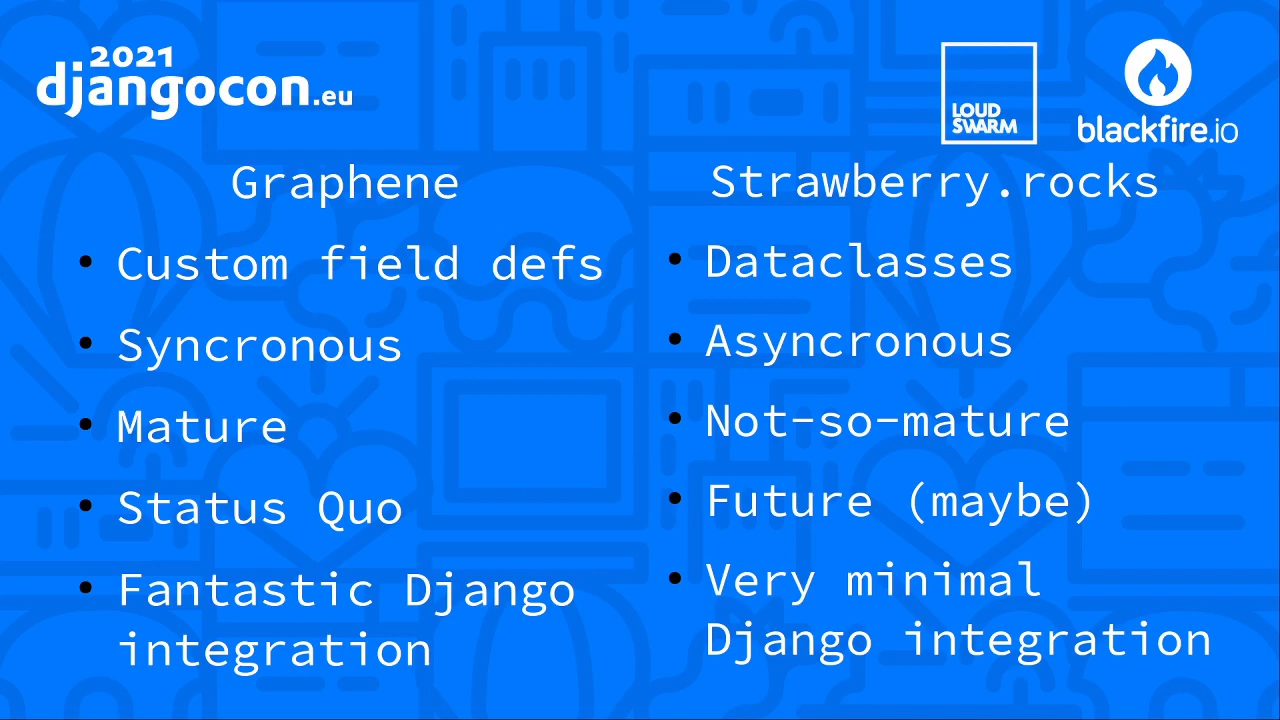 2021
djangocon.eu
LOUD
SWARM
blackfire.io
Graphene
• Custom field defs
• Syncronous
• Mature
• Status Quo
• Fantastic Django
integration
Strawberry.rocks
• Dataclasses
• Asyncronous
• Not-so-mature
• Future (maybe)
• Very minimal
Django integration